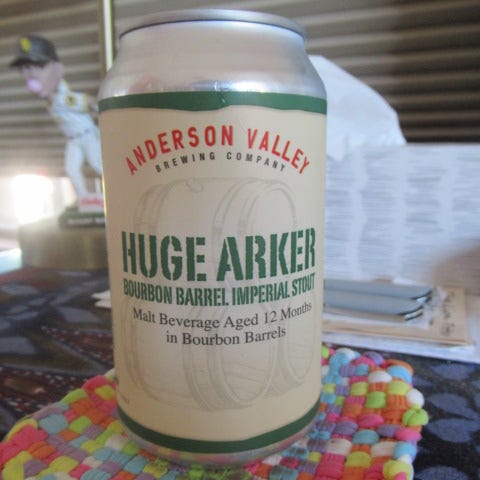 ANDERSON VALLEY
BREWING COMPANY
HUGE ARKER
BOURBON BARREL IMPERIAL STOUT
Malt Beverage Aged 12 Months
in Bourbon Barrels